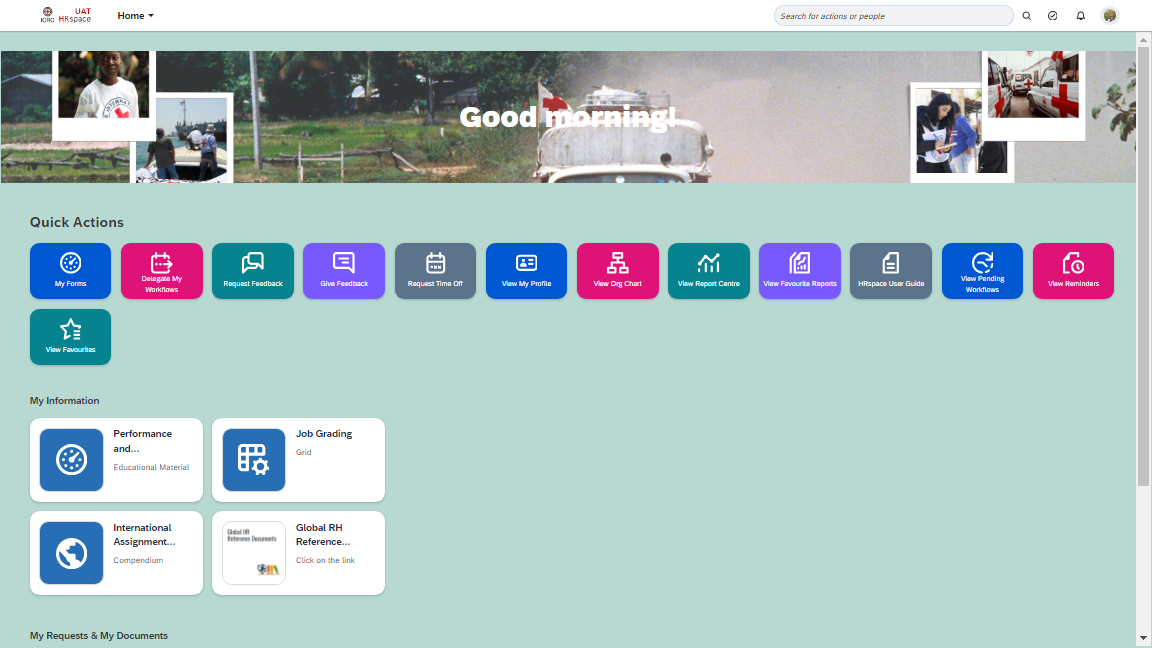 ICRC
UAT
HRspace
Home
Search for actions or people
Good morning!
Quick Actions
My Forms
Delegate My
Workflows
Request Feedback
Give Feedback
Request Time Off
View My Profile
View Org Chart
View Report Centre
View Favourite Reports
HRspace User Guide
View Pending
Workflows
View Reminders
View Favourites
My Information
Performance
and...
Educational Material
Job Grading
Grid
International
Assignment...
Compendium
Global HR
Reference Documents
Global RH
Reference...
Click on the link
My Requests & My Documents